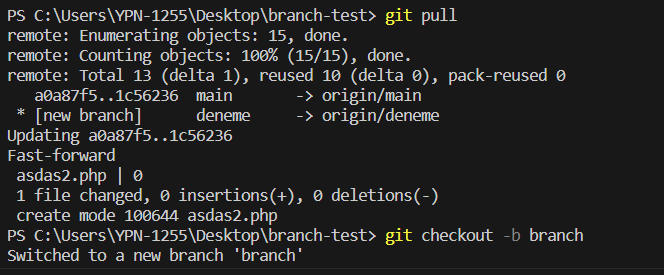 PS C:\Users\YPN-1255\Desktop\branch-test> git pull
remote: Enumerating objects: 15, done.
remote: Counting objects: 100% (15/15), done.
remote: Total 13 (delta 1), reused 10 (delta 0), pack-reused 0
   a0a87f5..1c56236  main       -> origin/main
 * [new branch]      deneme     -> origin/deneme
Updating a0a87f5..1c56236
Fast-forward
 asdas2.php | 0
 1 file changed, 0 insertions(+), 0 deletions(-)
 create mode 100644 asdas2.php
PS C:\Users\YPN-1255\Desktop\branch-test> git checkout -b branch
Switched to a new branch 'branch'